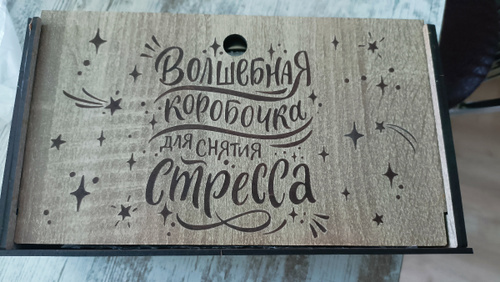 Волшебная
коробочка
для снятия
Стресса